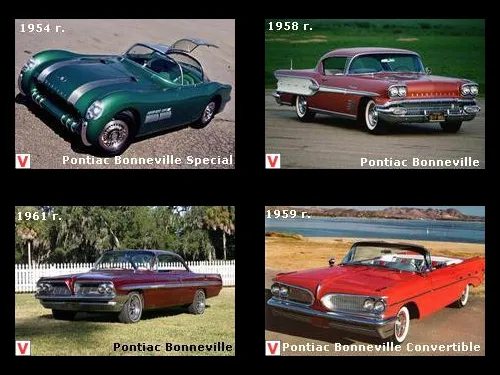 1954 г.
V
Pontiac Bonneville Special
1958 г.
V
Pontiac Bonneville
1961 г.
V
Pontiac Bonneville
1959 г.
V
Pontiac Bonneville Convertible